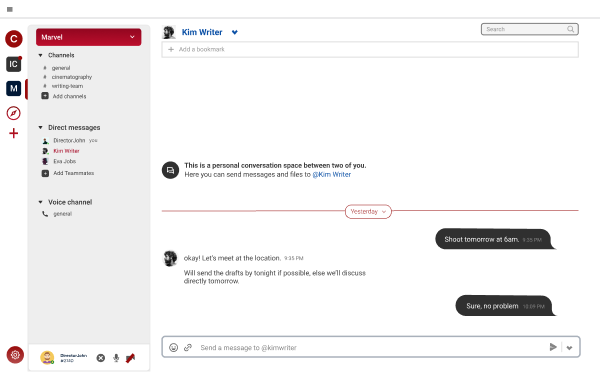 C
IC
M
Marvel
Channels
# general
# cinematography
# writing-team
Add channels
Direct messages
DirectorJohn you
Kim Writer
Eva Jobs
Add Teammates
Voice channel
general
DirectorJohn
Kim Writer
Search
+ Add a bookmark
This is a personal conversation space between two of you.
Here you can send messages and files to @Kim Writer
Yesterday
Shoot tomorrow at 6am. 9:35 PM
okay! Let's meet at the location. 9:35 PM
Will send the drafts by tonight if possible, else we'll discuss
directly tomorrow.
Sure, no problem 10:09 PM
Send a message to @kimwriter